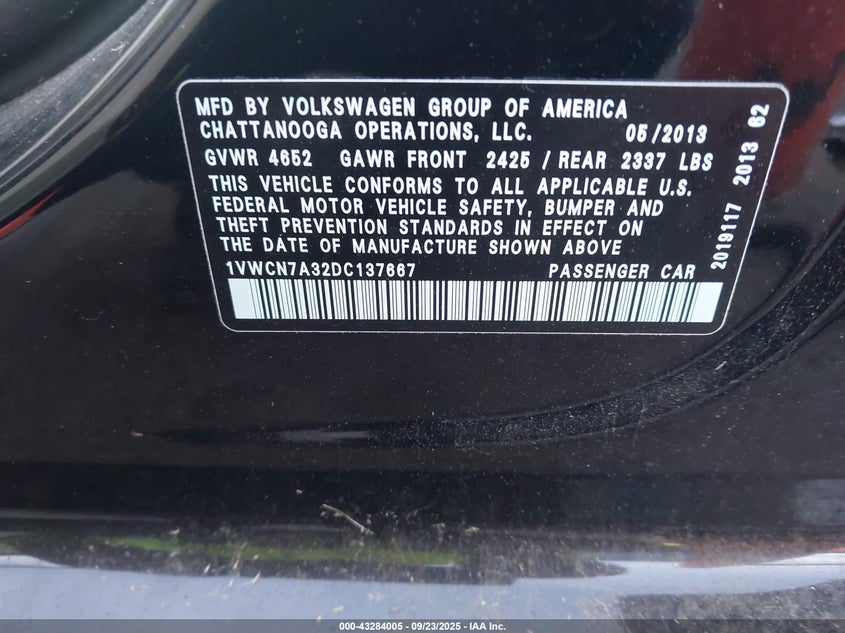 MFD BY VOLKSWAGEN GROUP OF AMERICA
CHATTANOOGA OPERATIONS, LLC. 05/2013
GVWR 4652 GAWR FRONT 2425 / REAR 2337 LBS
THIS VEHICLE CONFORMS TO ALL APPLICABLE U.S.
FEDERAL MOTOR VEHICLE SAFETY, BUMPER AND
THEFT PREVENTION STANDARDS IN EFFECT ON
THE DATE OF MANUFACTURE SHOWN ABOVE
1VWCN7A32DC137667 PASSENGER CAR
2019117 2013 62
000-43284005 - 09/23/2025 - IAA Inc.